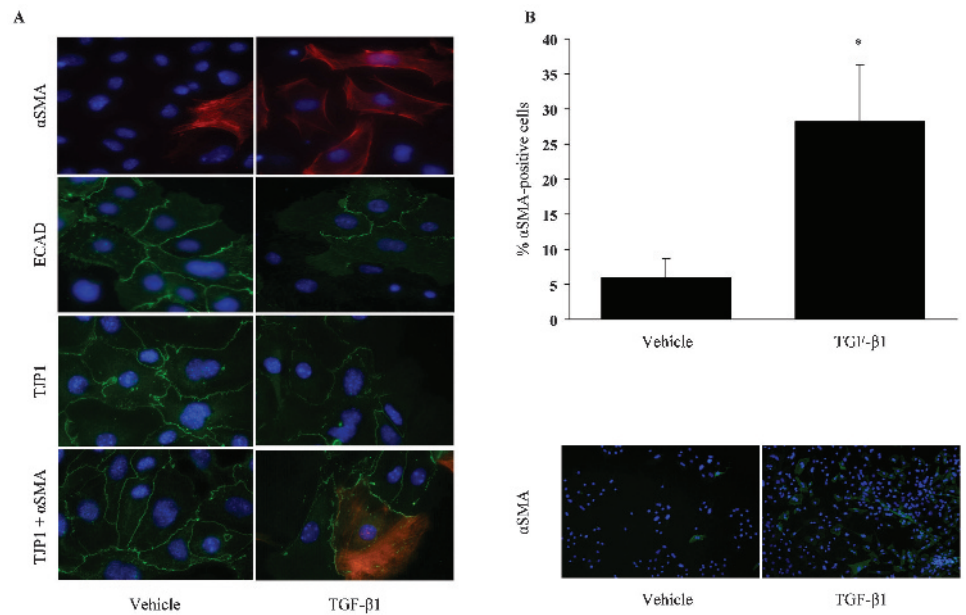 A
αSMA
ECAD
TJP1
TJP1 + αSMA
Vehicle
TGF-β1
B
% αSMA-positive cells
40
35
30
25
20
15
10
5
0
*
Vehicle
TGF-β1
αSMA
Vehicle
TGF-β1